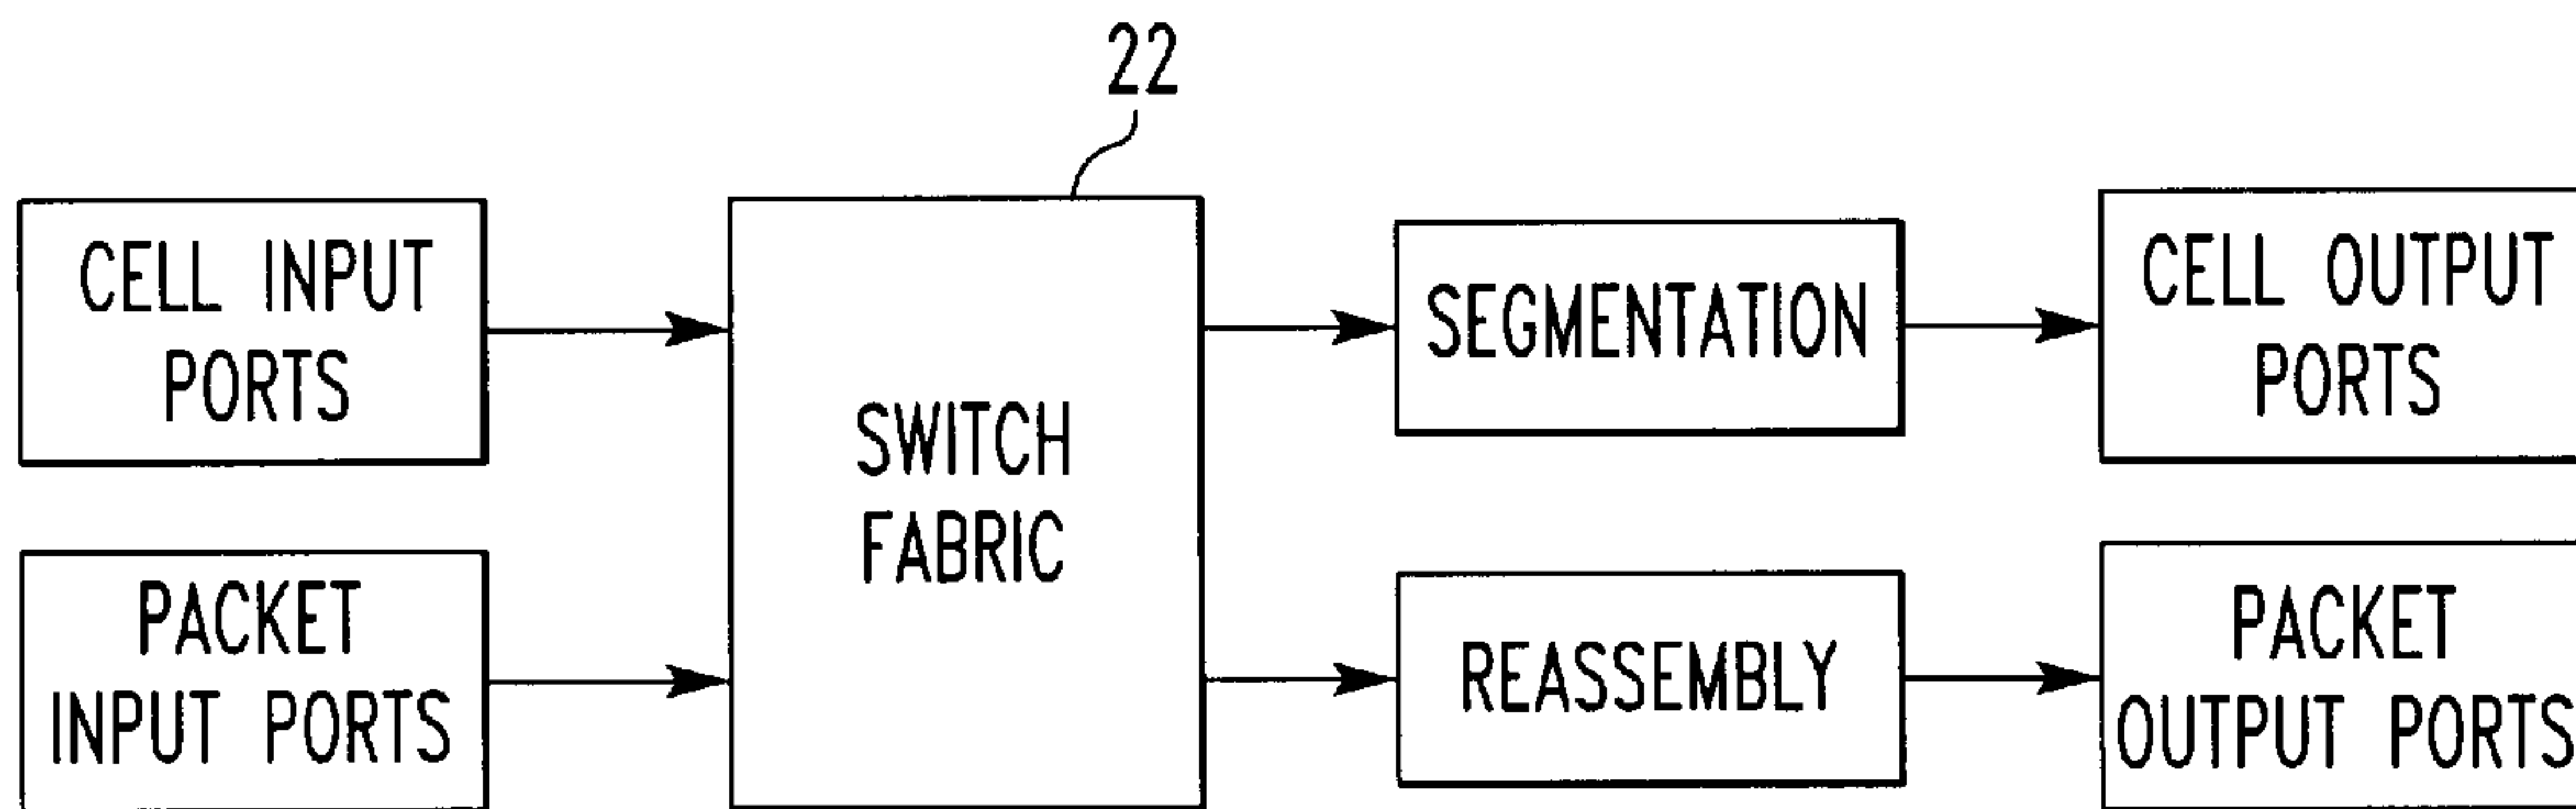 22
CELL INPUT
PORTS
PACKET
INPUT PORTS
SWITCH
FABRIC
SEGMENTATION
REASSEMBLY
CELL OUTPUT
PORTS
PACKET
OUTPUT PORTS